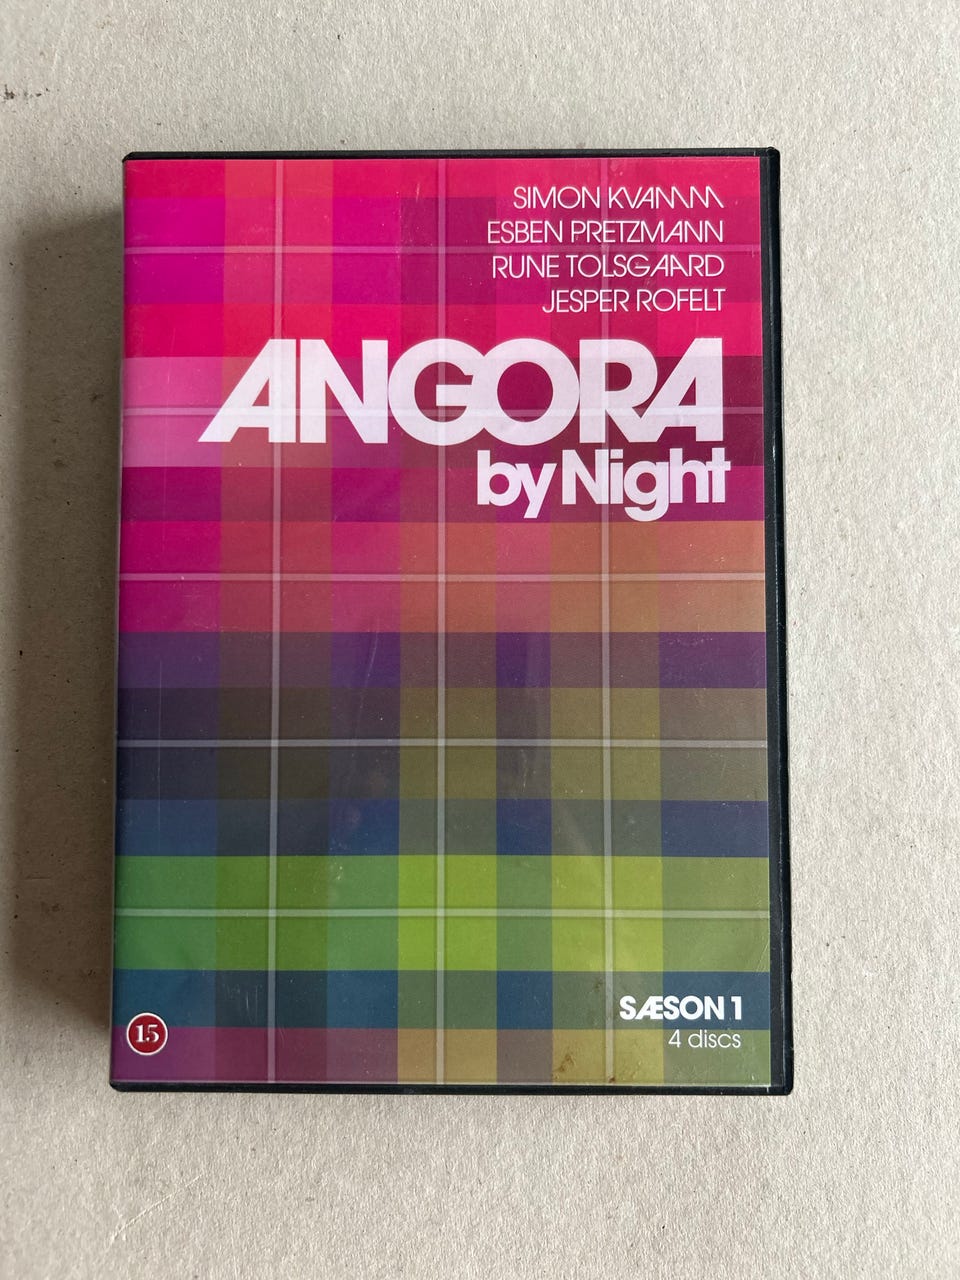 SIMON KVAMM
ESBEN PRETZMANN
RUNE TOLSGAARD
JESPER ROFELT
ANGORA
by Night
SÆSON 1
4 discs
15